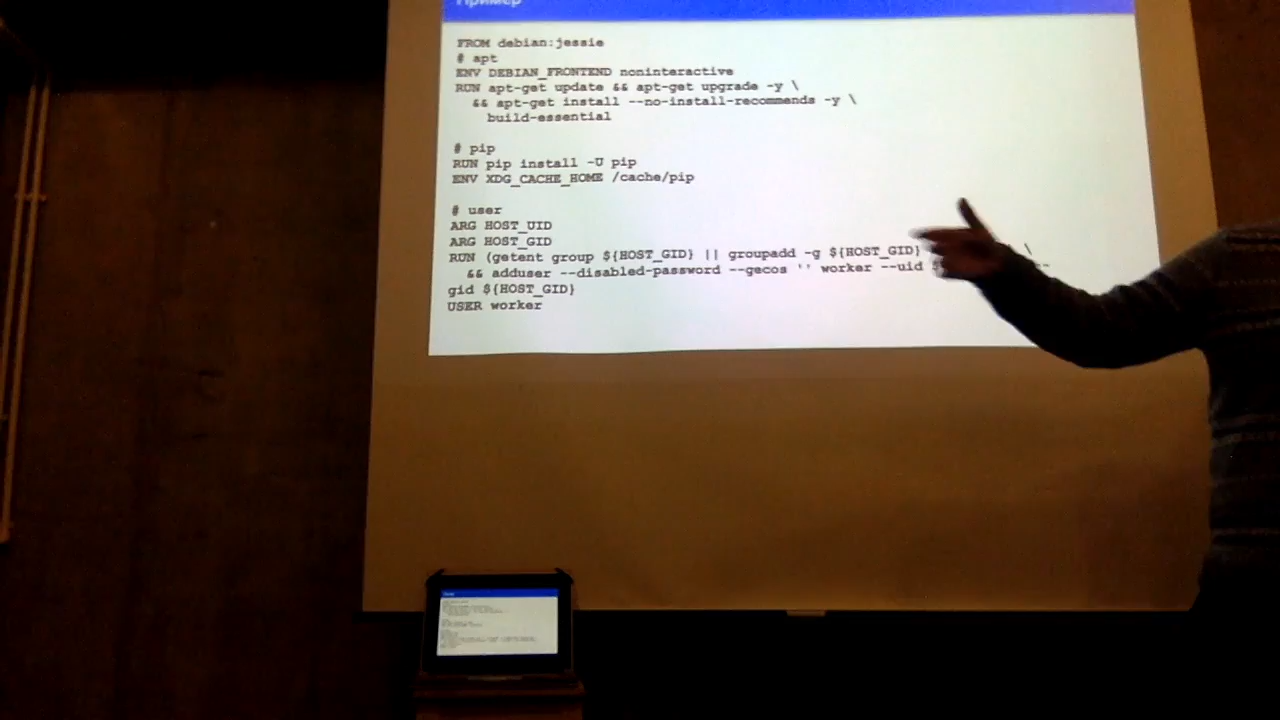 Пример
FROM debian:jessie
# apt
ENV DEBIAN_FRONTEND noninteractive
RUN apt-get update && apt-get upgrade -y \
&& apt-get install --no-install-recommends -y \
build-essential
# pip
RUN pip install -U pip
ENV XDG_CACHE_HOME /cache/pip
# user
ARG HOST_UID
ARG HOST_GID
RUN (getent group ${HOST_GID} || groupadd -g ${HOST_GID} \
&& adduser --disabled-password --gecos '' worker --uid
gid ${HOST_GID}
USER worker